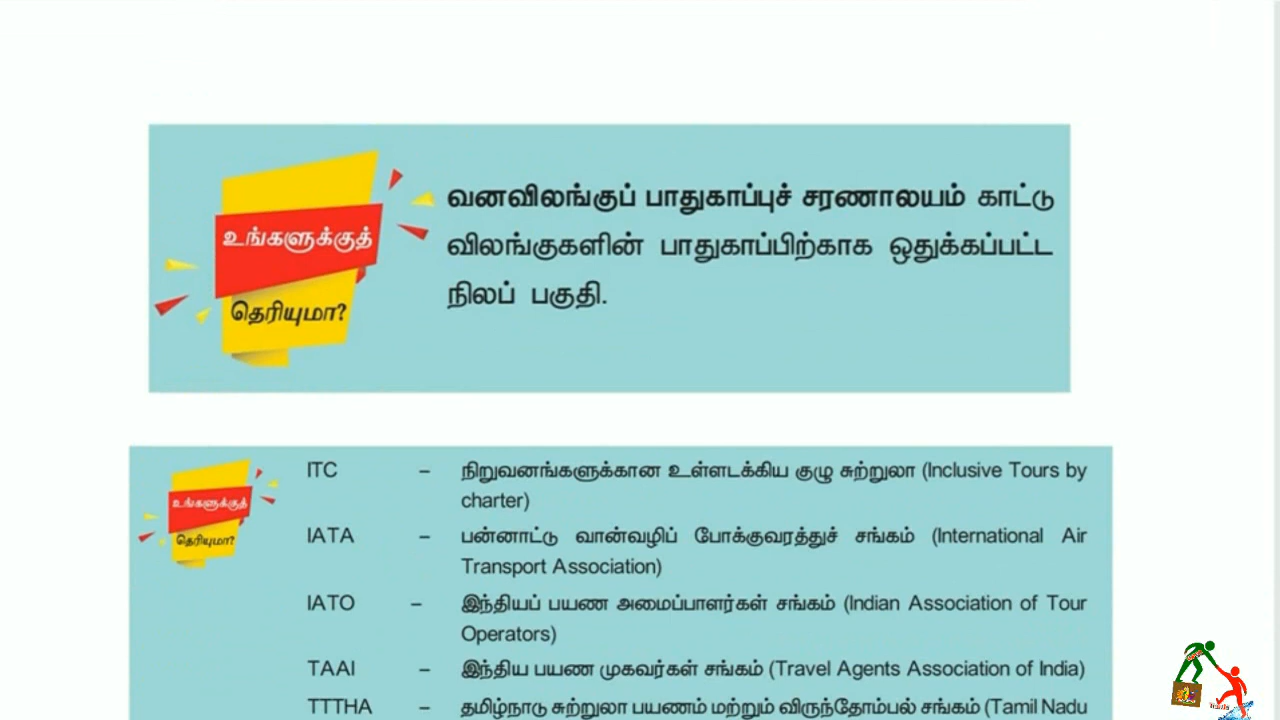 உங்களுக்குத்
தெரியுமா?
வனவிலங்குப் பாதுகாப்புச் சரணாலயம் காட்டு
விலங்குகளின் பாதுகாப்பிற்காக ஒதுக்கப்பட்ட
நிலப் பகுதி.
உங்களுக்குத்
தெரியுமா?
ITC – நிறுவனங்களுக்கான உள்ளடக்கிய குழு சுற்றுலா (Inclusive Tours by
charter)
IATA – பன்னாட்டு வான்வழிப் போக்குவரத்துச் சங்கம் (International Air
Transport Association)
IATO – இந்தியப் பயண அமைப்பாளர்கள் சங்கம் (Indian Association of Tour
Operators)
TAAI – இந்திய பயண முகவர்கள் சங்கம் (Travel Agents Association of India)
TTTHA – தமிழ்நாடு சுற்றுலா பயணம் மற்றும் விருந்தோம்பல் சங்கம் (Tamil Nadu